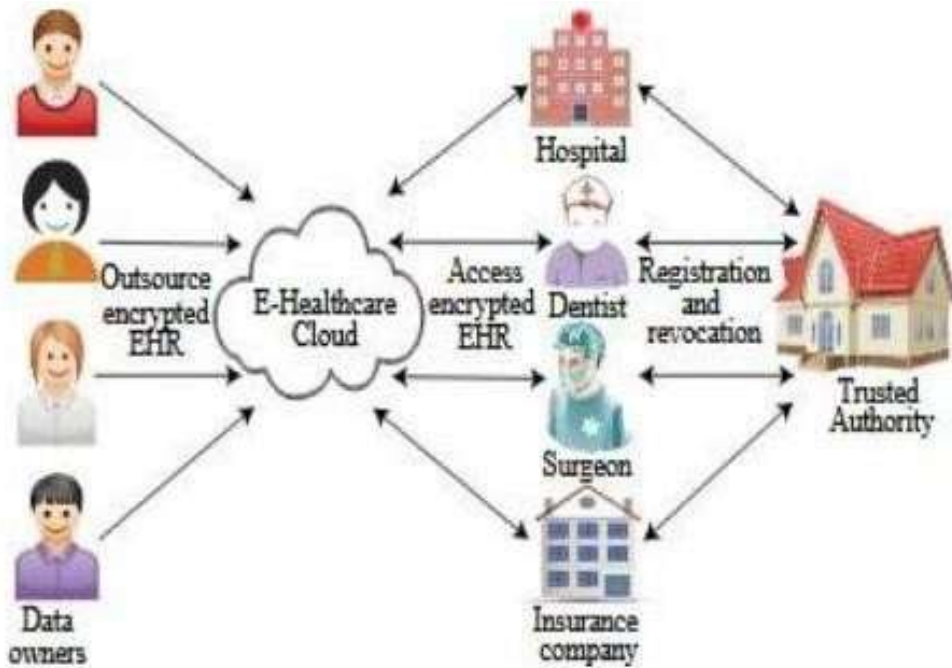 Hospital
Outsource
encrypted
EHR
E-Healthcare
Cloud
Access
encrypted
EHR
Dentist
Registration
and
revocation
Trusted
Authority
Surgeon
Data
owners
Insurance
company